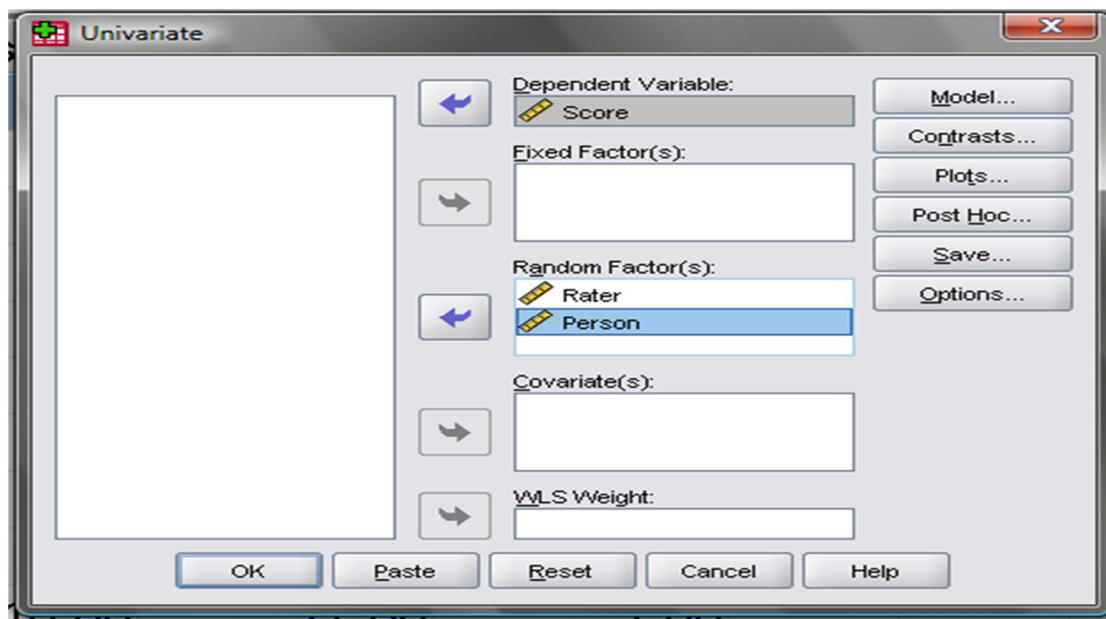 Univariate
Dependent Variable:
Score
Fixed Factor(s):
Random Factor(s):
Rater
Person
Covariate(s):
WLS Weight:
Model...
Contrasts...
Plots...
Post Hoc...
Save...
Options...
OK
Paste
Reset
Cancel
Help